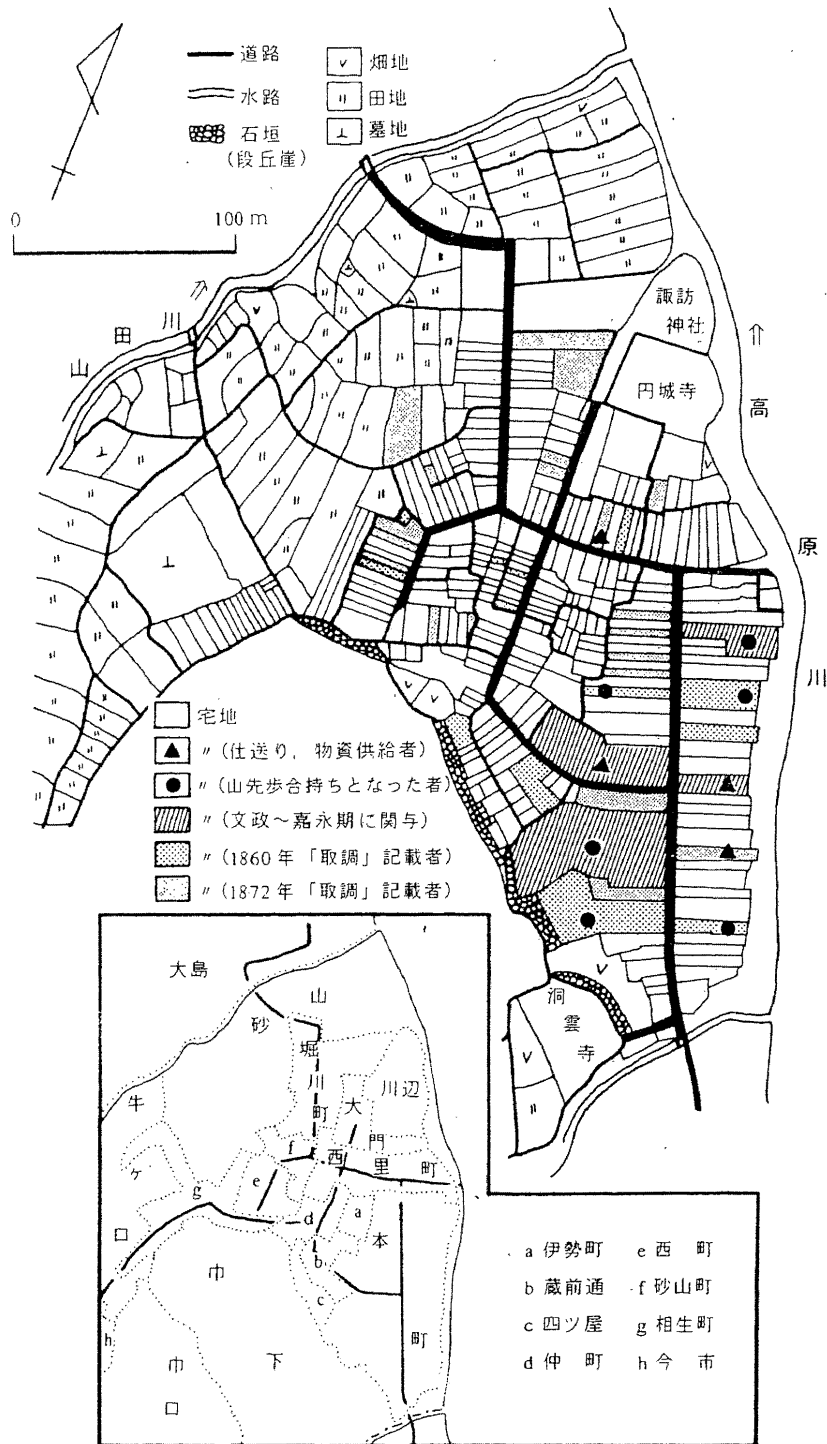 道路
水路
石垣
(段丘崖)
畑地
田地
墓地
0 100 m
山田川
諏訪
神社
円城寺
高原川
宅地
〃(仕送り, 物資供給者)
〃(山先歩合持ちとなった者)
〃(文政〜嘉永期に関与)
〃(1860年「取調」記載者)
〃(1872年「取調」記載者)
洞雲寺
大島
砂山
堀川町
川辺
大門
牛ヶ口
西里町
f
e
g
d
a
b
c
h
本町
巾
巾下
口
a 伊勢町 e 西町
b 蔵前通 f 砂山町
c 四ツ屋 g 相生町
d 仲町 h 今市